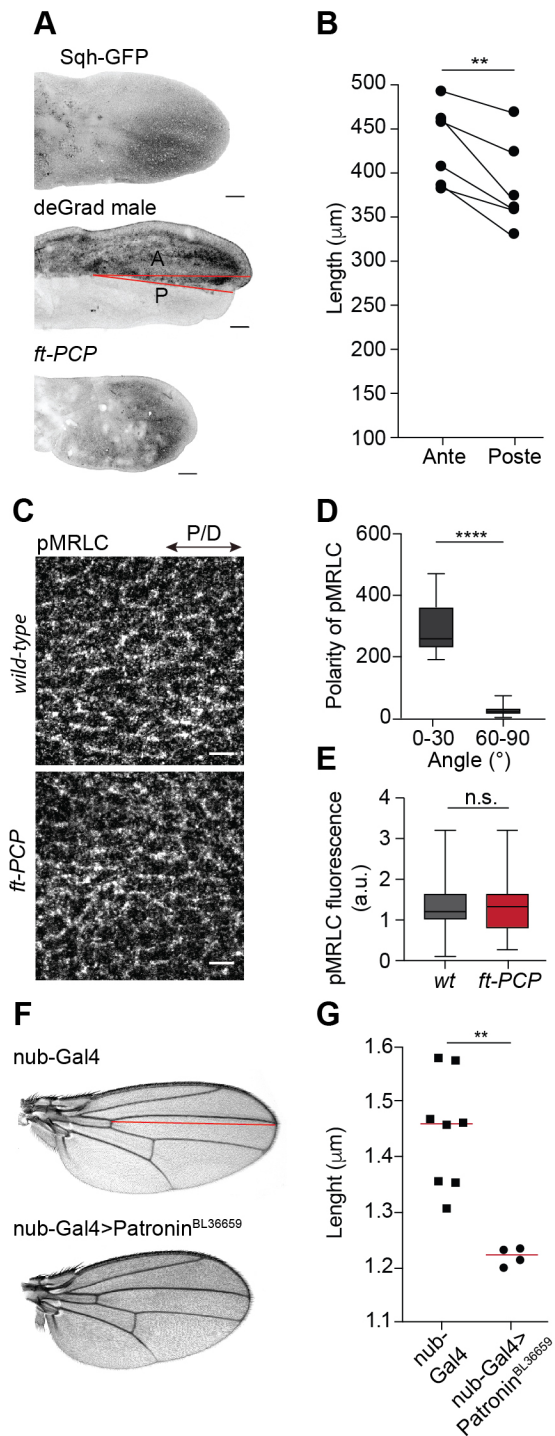 A
Sqh-GFP
deGrad male
A
P
ft-PCP
B
**
500
450
400
350
300
250
200
150
100
Length (μm)
Ante Poste
C
pMRLC P/D
wild-type
ft-PCP
D
****
600
400
200
0
Polarity of pMRLC
0-30 60-90
Angle (°)
E
n.s.
4
3
2
1
0
pMRLC fluorescence
(a.u.)
wt ft-PCP
F
nub-Gal4
nub-Gal4>Patronin^BL36659
G
**
1.6
1.5
1.4
1.3
1.2
1.1
Lenght (μm)
nub-
Gal4
nub-Gal4>
Patronin^BL36659